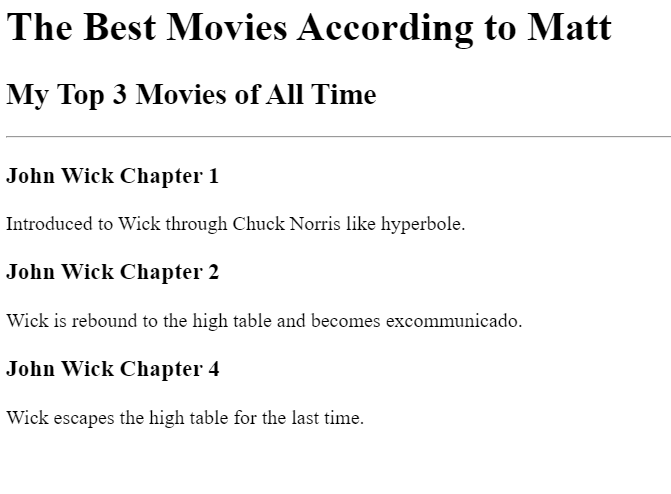 The Best Movies According to Matt
My Top 3 Movies of All Time
John Wick Chapter 1
Introduced to Wick through Chuck Norris like hyperbole.
John Wick Chapter 2
Wick is rebound to the high table and becomes excommunicado.
John Wick Chapter 4
Wick escapes the high table for the last time.